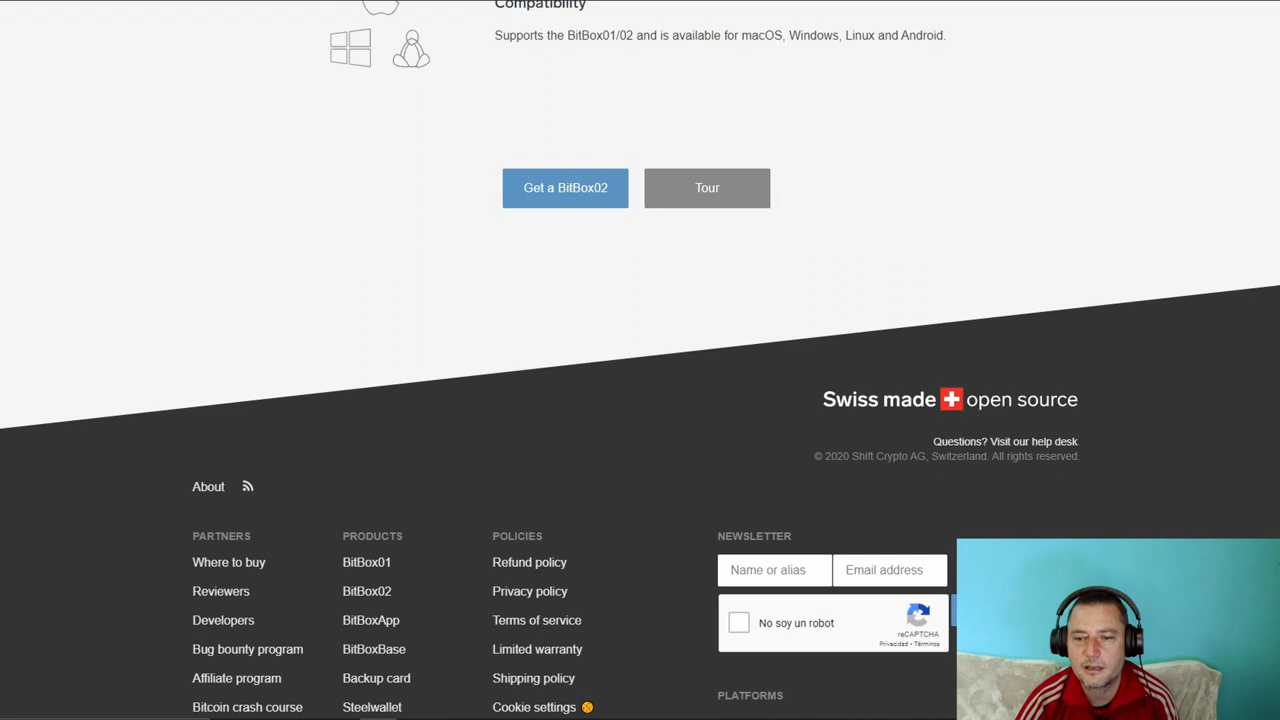 Compatibility
Supports the BitBox01/02 and is available for macOS, Windows, Linux and Android.
Get a BitBox02
Tour
Swiss made open source
Questions? Visit our help desk.
© 2020 Shift Crypto AG, Switzerland. All rights reserved.
About
PARTNERS
Where to buy
Reviewers
Developers
Bug bounty program
Affiliate program
Bitcoin crash course
PRODUCTS
BitBox01
BitBox02
BitBoxApp
BitBoxBase
Backup card
Steelwallet
POLICIES
Refund policy
Privacy policy
Terms of service
Limited warranty
Shipping policy
Cookie settings
NEWSLETTER
Name or alias
Email address
No soy un robot
reCAPTCHA
Privacidad • Términos
PLATFORMS